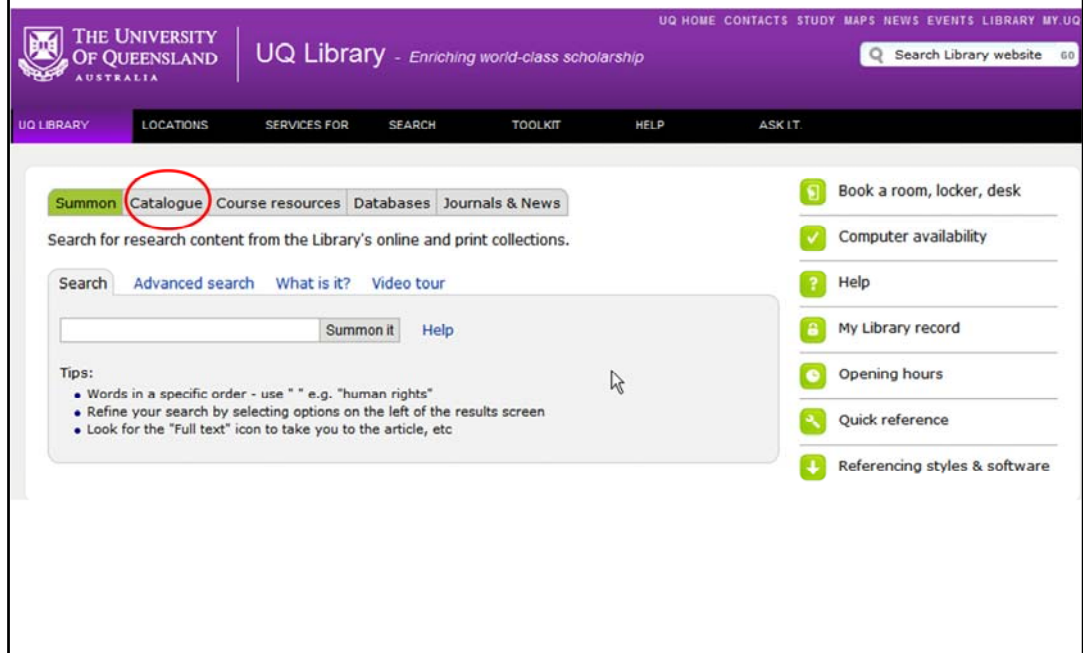 UQ HOME CONTACTS STUDY MAPS NEWS EVENTS LIBRARY MY.UQ
THE UNIVERSITY
OF QUEENSLAND
AUSTRALIA
UQ Library - Enriching world-class scholarship
Search Library website GO
UQ LIBRARY LOCATIONS SERVICES FOR SEARCH TOOLKIT HELP ASK I.T.
Summon Catalogue Course resources Databases Journals & News
Search for research content from the Library's online and print collections.
Search Advanced search What is it? Video tour
Summon it Help
Tips:
• Words in a specific order - use " " e.g. "human rights"
• Refine your search by selecting options on the left of the results screen
• Look for the "Full text" icon to take you to the article, etc
Book a room, locker, desk
Computer availability
Help
My Library record
Opening hours
Quick reference
Referencing styles & software